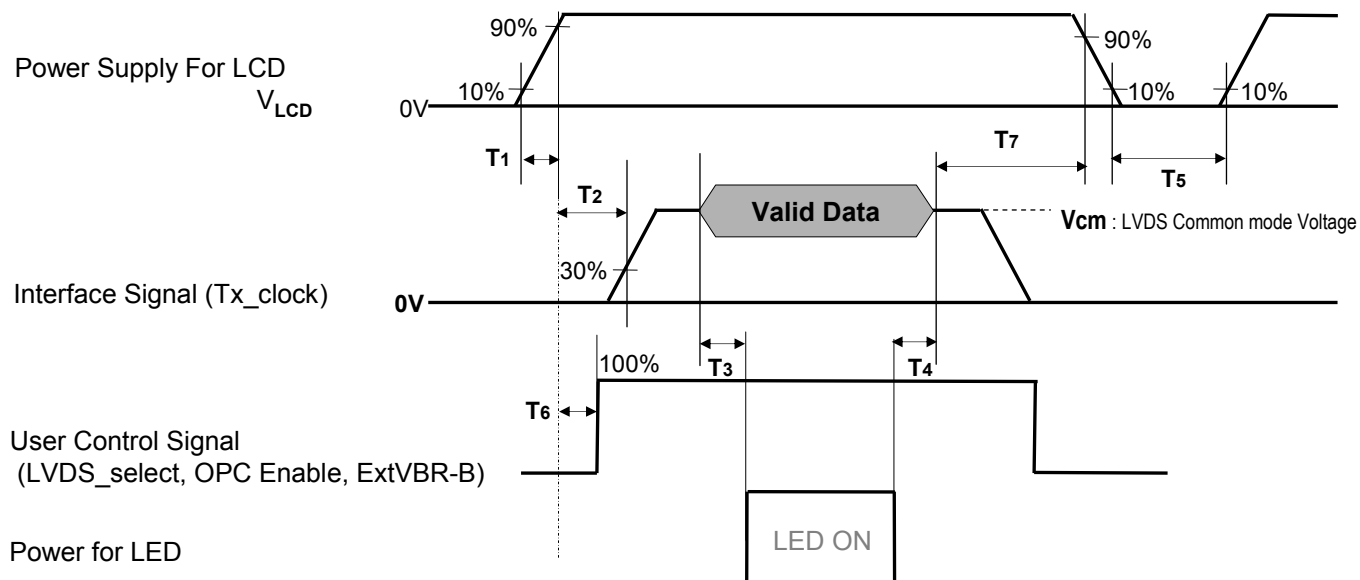 90%
90%
Power Supply For LCD
VLCD
10%
10%
10%
0V
T1
T7
T2
T5
Valid Data
Vcm : LVDS Common mode Voltage
30%
Interface Signal (Tx_clock)
0V
T3
T4
100%
T6
User Control Signal
(LVDS_select, OPC Enable, ExtVBR-B)
LED ON
Power for LED